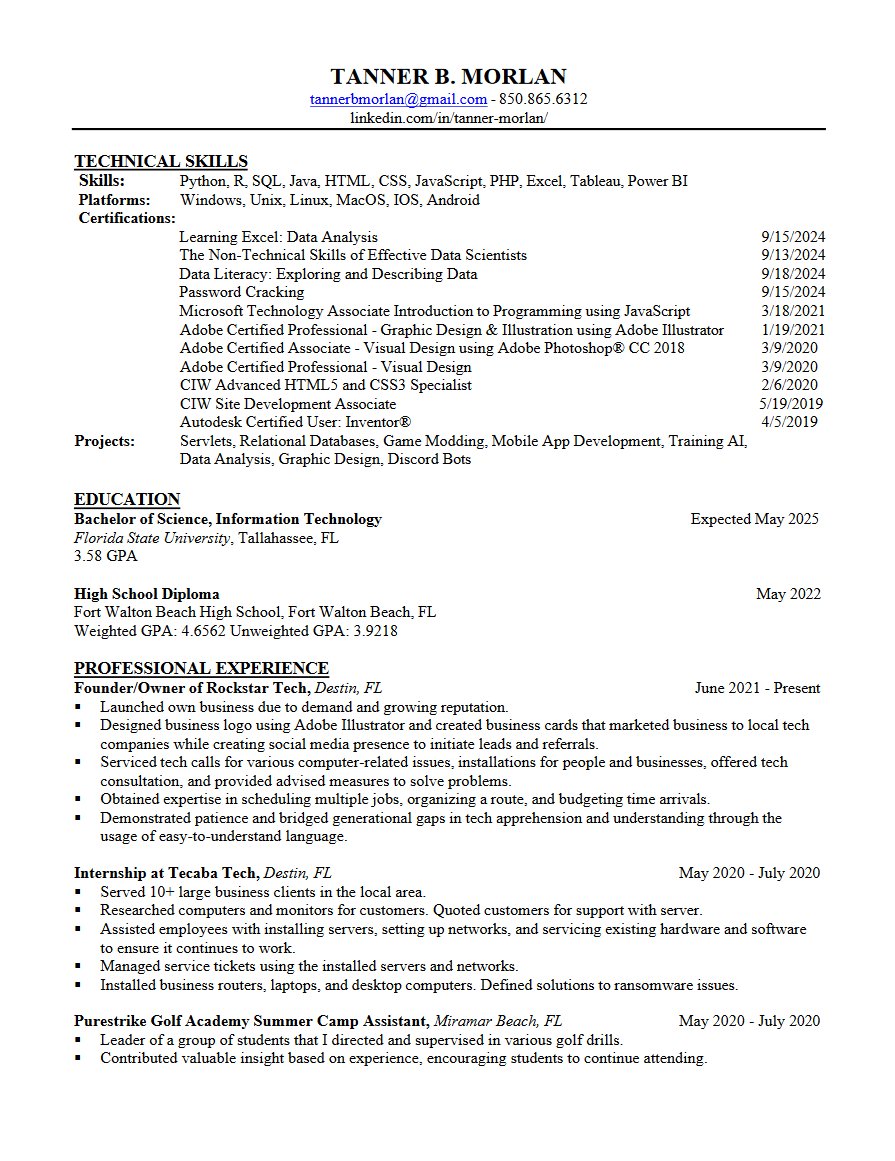 TANNER B. MORLAN
tannerbmorlan@gmail.com - 850.865.6312
linkedin.com/in/tanner-morlan/
TECHNICAL SKILLS
Skills: Python, R, SQL, Java, HTML, CSS, JavaScript, PHP, Excel, Tableau, Power BI
Platforms: Windows, Unix, Linux, MacOS, IOS, Android
Certifications:
Learning Excel: Data Analysis 9/15/2024
The Non-Technical Skills of Effective Data Scientists 9/13/2024
Data Literacy: Exploring and Describing Data 9/18/2024
Password Cracking 9/15/2024
Microsoft Technology Associate Introduction to Programming using JavaScript 3/18/2021
Adobe Certified Professional - Graphic Design & Illustration using Adobe Illustrator 1/19/2021
Adobe Certified Associate - Visual Design using Adobe Photoshop® CC 2018 3/9/2020
Adobe Certified Professional - Visual Design 3/9/2020
CIW Advanced HTML5 and CSS3 Specialist 2/6/2020
CIW Site Development Associate 5/19/2019
Autodesk Certified User: Inventor® 4/5/2019
Projects: Servlets, Relational Databases, Game Modding, Mobile App Development, Training AI,
Data Analysis, Graphic Design, Discord Bots
EDUCATION
Bachelor of Science, Information Technology Expected May 2025
Florida State University, Tallahassee, FL
3.58 GPA
High School Diploma May 2022
Fort Walton Beach High School, Fort Walton Beach, FL
Weighted GPA: 4.6562 Unweighted GPA: 3.9218
PROFESSIONAL EXPERIENCE
Founder/Owner of Rockstar Tech, Destin, FL June 2021 - Present
▪ Launched own business due to demand and growing reputation.
▪ Designed business logo using Adobe Illustrator and created business cards that marketed business to local tech
companies while creating social media presence to initiate leads and referrals.
▪ Serviced tech calls for various computer-related issues, installations for people and businesses, offered tech
consultation, and provided advised measures to solve problems.
▪ Obtained expertise in scheduling multiple jobs, organizing a route, and budgeting time arrivals.
▪ Demonstrated patience and bridged generational gaps in tech apprehension and understanding through the
usage of easy-to-understand language.
Internship at Tecaba Tech, Destin, FL May 2020 - July 2020
▪ Served 10+ large business clients in the local area.
▪ Researched computers and monitors for customers. Quoted customers for support with server.
▪ Assisted employees with installing servers, setting up networks, and servicing existing hardware and software
to ensure it continues to work.
▪ Managed service tickets using the installed servers and networks.
▪ Installed business routers, laptops, and desktop computers. Defined solutions to ransomware issues.
Purestrike Golf Academy Summer Camp Assistant, Miramar Beach, FL May 2020 - July 2020
▪ Leader of a group of students that I directed and supervised in various golf drills.
▪ Contributed valuable insight based on experience, encouraging students to continue attending.